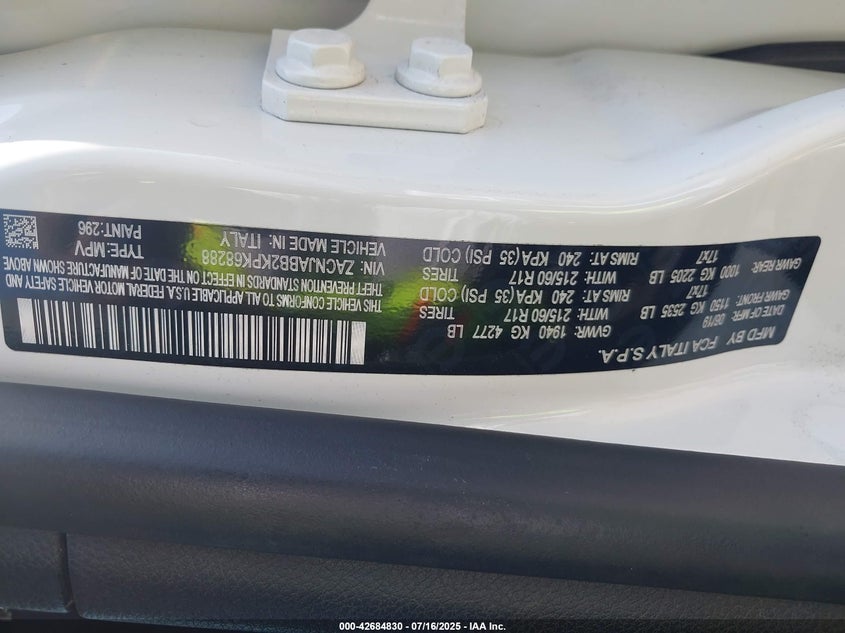 MFD BY FCA ITALY S.P.A.
DATE OF MFR: 06/19 GVWR: 1940 KG 4277 LB
GAWR FRONT: 1150 KG 2535 LB WITH: 215/60 R17 TIRES
17x7 RIMS AT: 240 KPA(35 PSI) COLD
GAWR REAR: 1000 KG 2205 LB WITH: 215/60 R17 TIRES
17x7 RIMS AT: 240 KPA(35 PSI) COLD
THIS VEHICLE CONFORMS TO ALL APPLICABLE U.S.A. FEDERAL MOTOR VEHICLE SAFETY AND
THEFT PREVENTION STANDARDS IN EFFECT ON THE DATE OF MANUFACTURE SHOWN ABOVE
VIN: ZACNJABB2KPK68288 TYPE: MPV
VEHICLE MADE IN: ITALY PAINT: 296
000-42684830 - 07/16/2025 - IAA Inc.